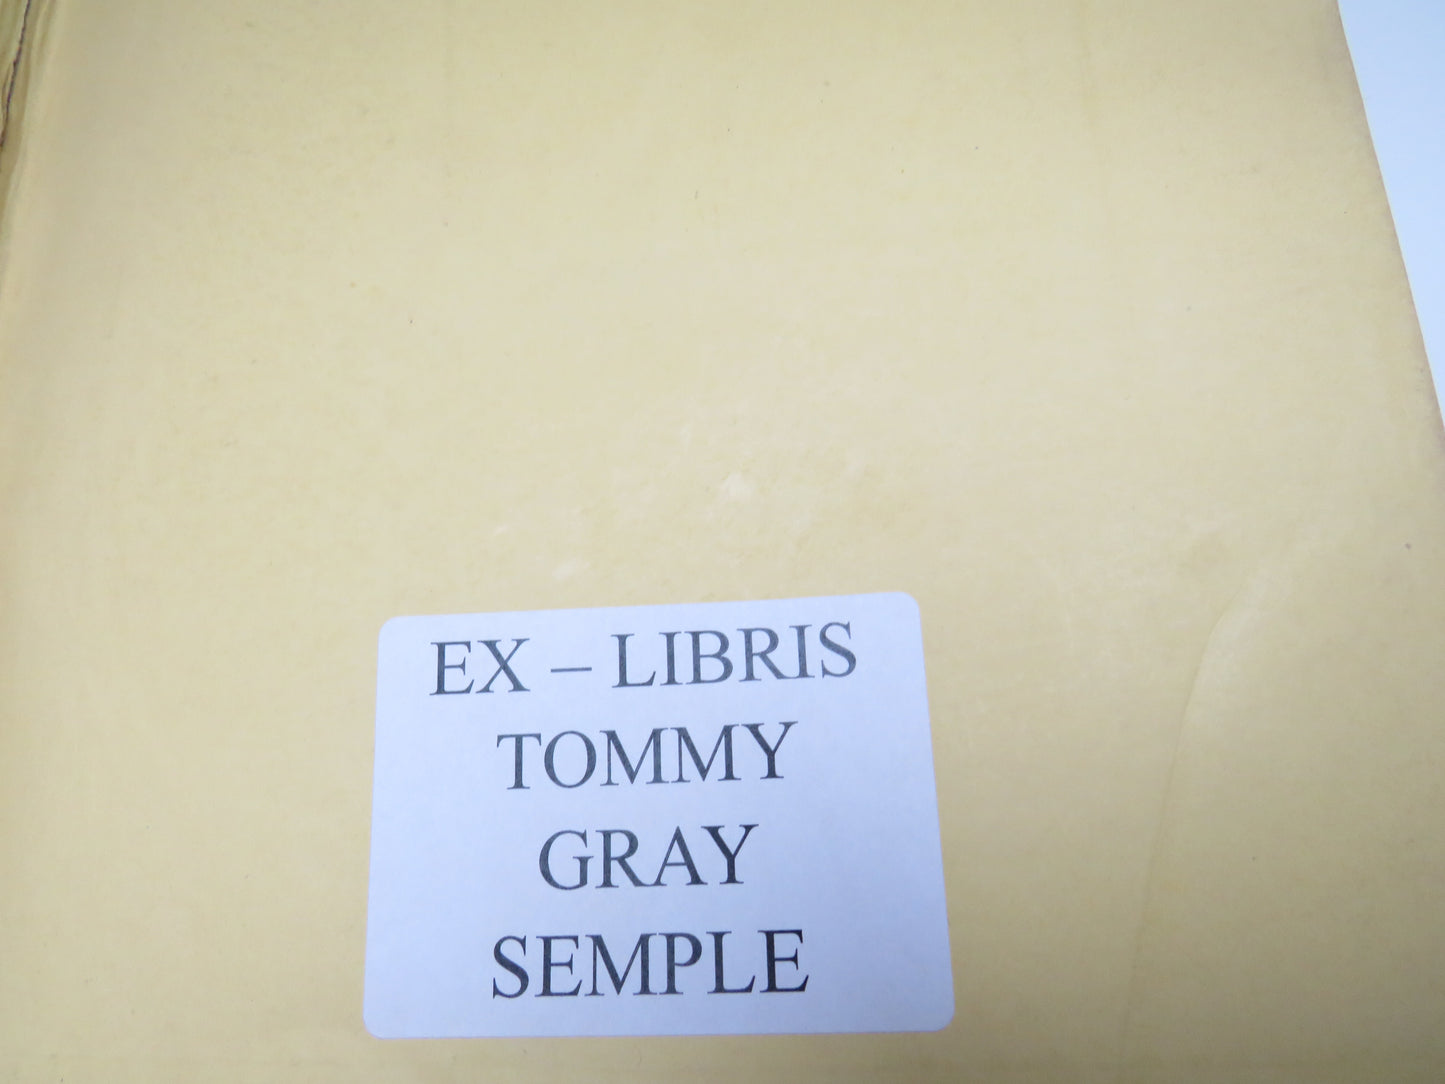 EX – LIBRIS
TOMMY
GRAY
SEMPLE